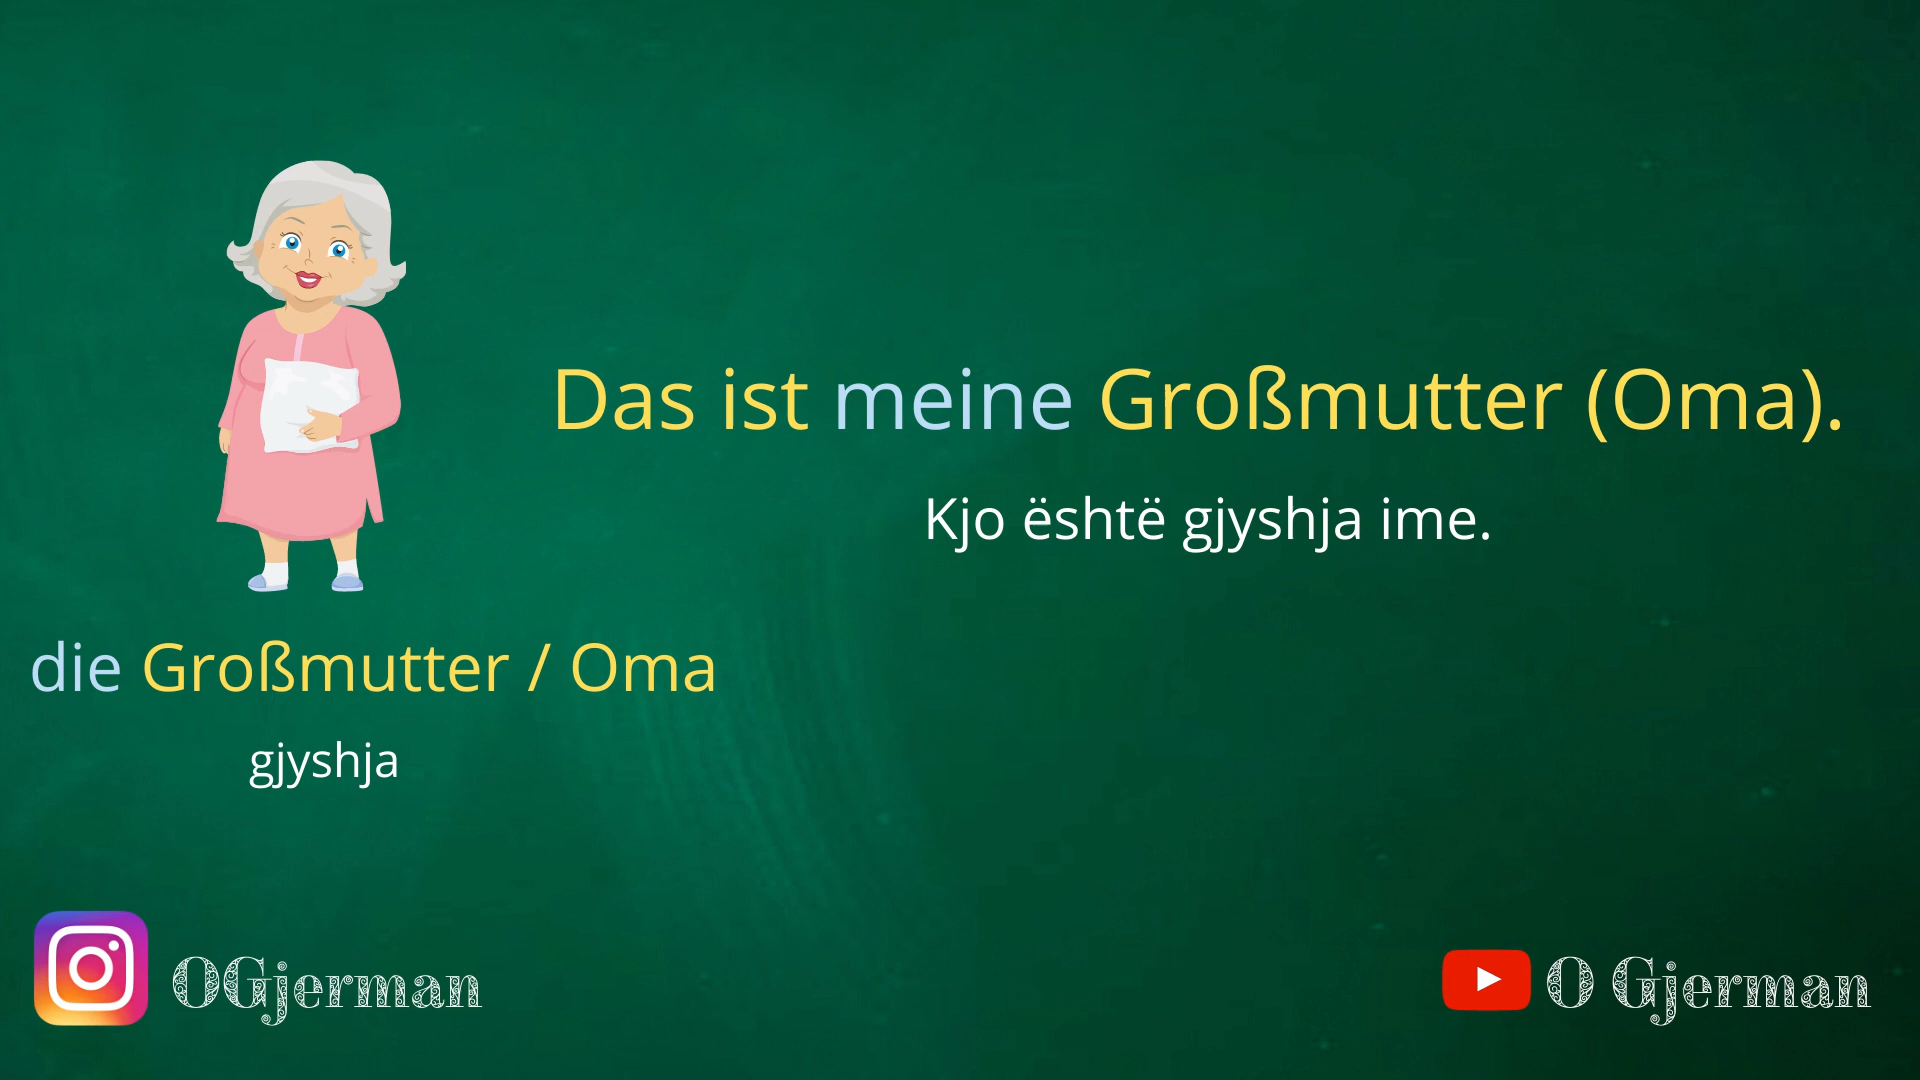 Das ist meine Großmutter (Oma).
Kjo është gjyshja ime.
die Großmutter / Oma
gjyshja
OGjerman
O Gjerman